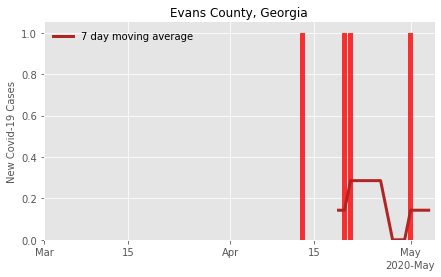 Evans County, Georgia
7 day moving average
New Covid-19 Cases
1.0
0.8
0.6
0.4
0.2
0.0
Mar 15 Apr 15 May
2020-May